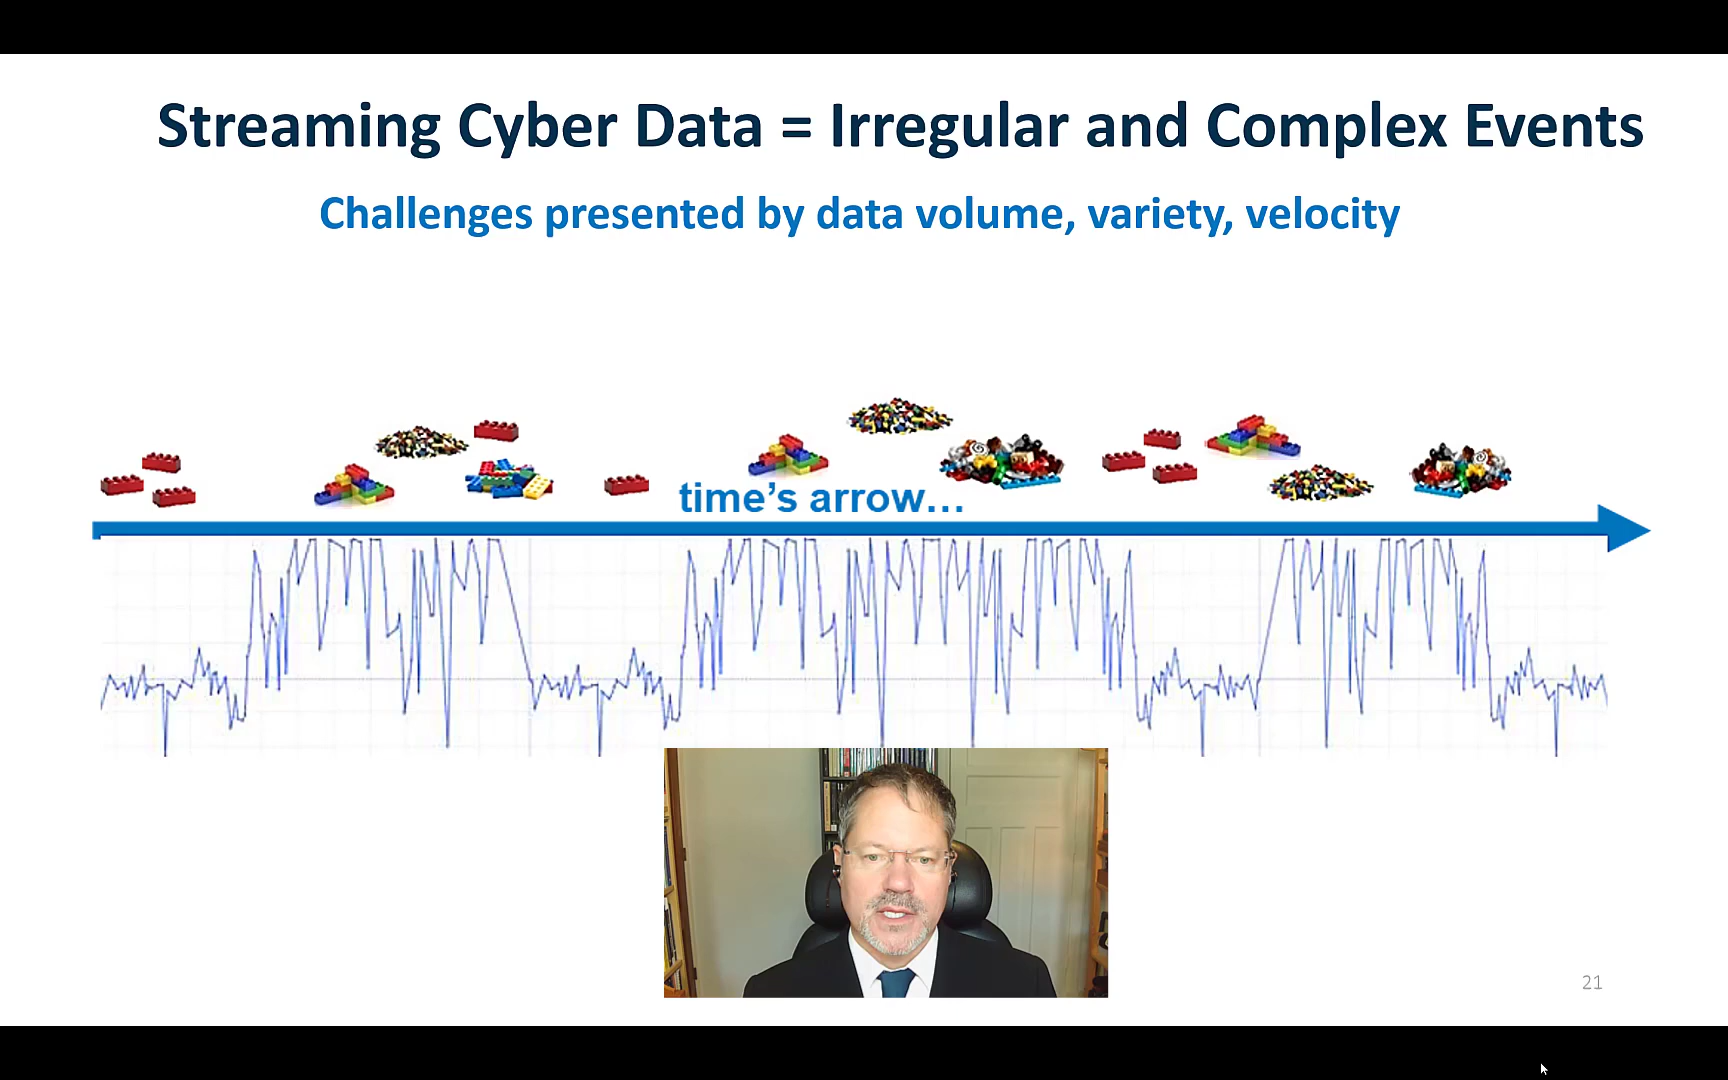 Streaming Cyber Data = Irregular and Complex Events
Challenges presented by data volume, variety, velocity
time’s arrow…
21